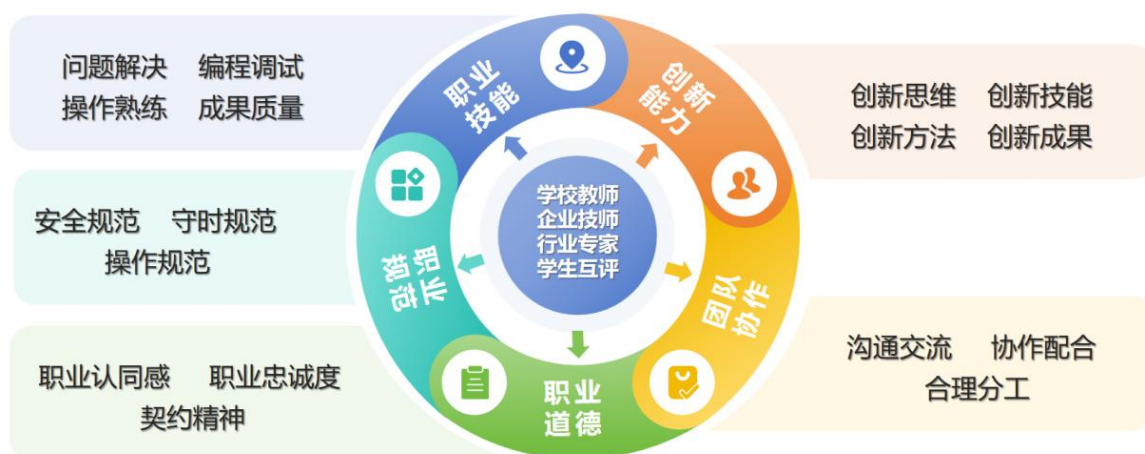 问题解决 编程调试
操作熟练 成果质量
安全规范 守时规范
操作规范
职业认同感 职业忠诚度
契约精神
职业
技能
创新
能力
职业
规范
团队
协作
职业
道德
学校教师
企业技师
行业专家
学生互评
创新思维 创新技能
创新方法 创新成果
沟通交流 协作配合
合理分工